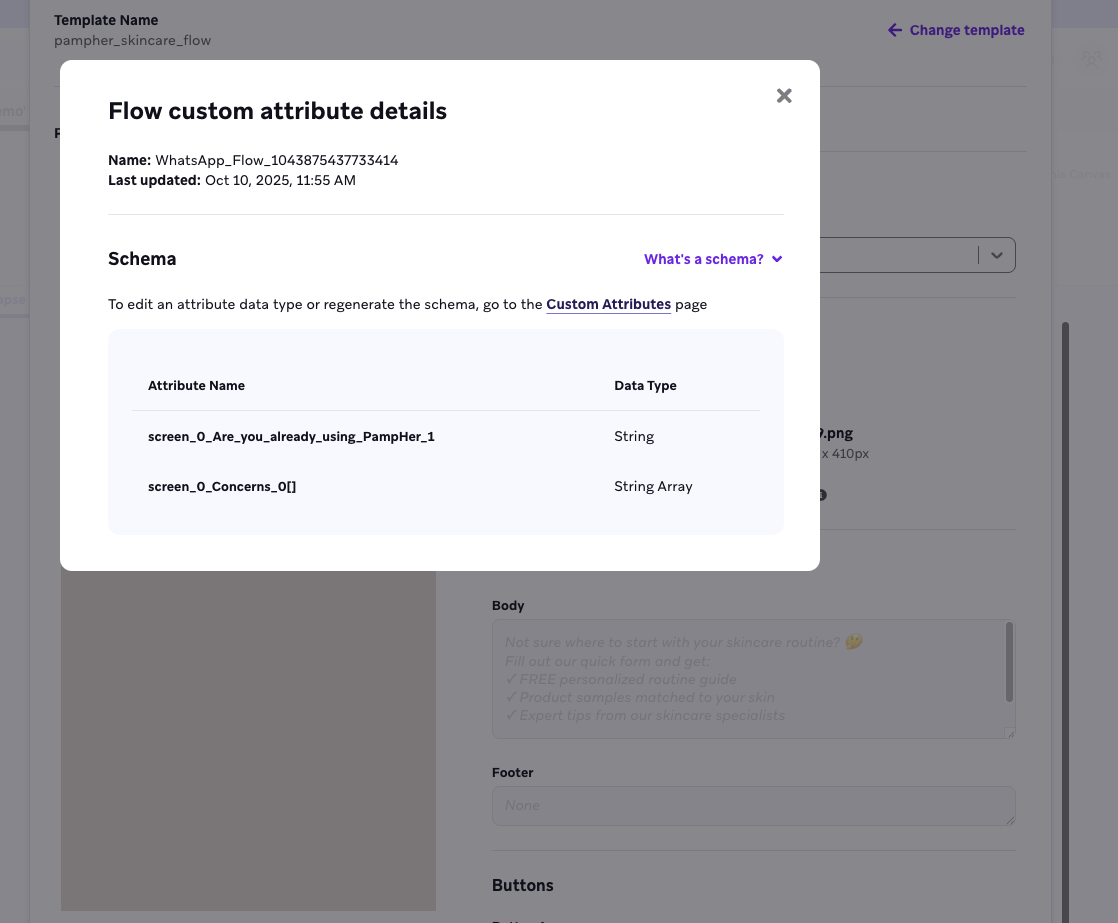 Template Name
pampher_skincare_flow
Change template
Flow custom attribute details
Name: WhatsApp_Flow_1043875437733414
Last updated: Oct 10, 2025, 11:55 AM
Schema
What's a schema?
To edit an attribute data type or regenerate the schema, go to the Custom Attributes page
Attribute Name Data Type
screen_0_Are_you_already_using_PampHer_1 String
screen_0_Concerns_0[] String Array
.png
x 410px
Body
Not sure where to start with your skincare routine? 🤔
Fill out our quick form and get:
✓ FREE personalized routine guide
✓ Product samples matched to your skin
✓ Expert tips from our skincare specialists
Footer
None
Buttons